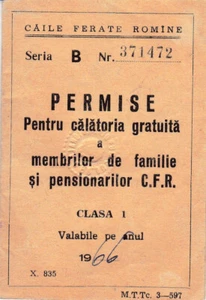 CĂILE FERATE ROMÎNE
Seria B Nr. 371472
PERMISE
Pentru călătoria gratuită
a
membrilor de familie
și pensionarilor C.F.R.
CLASA 1
Valabile pe anul
1966
X. 835
M.T.Tc. 3—597